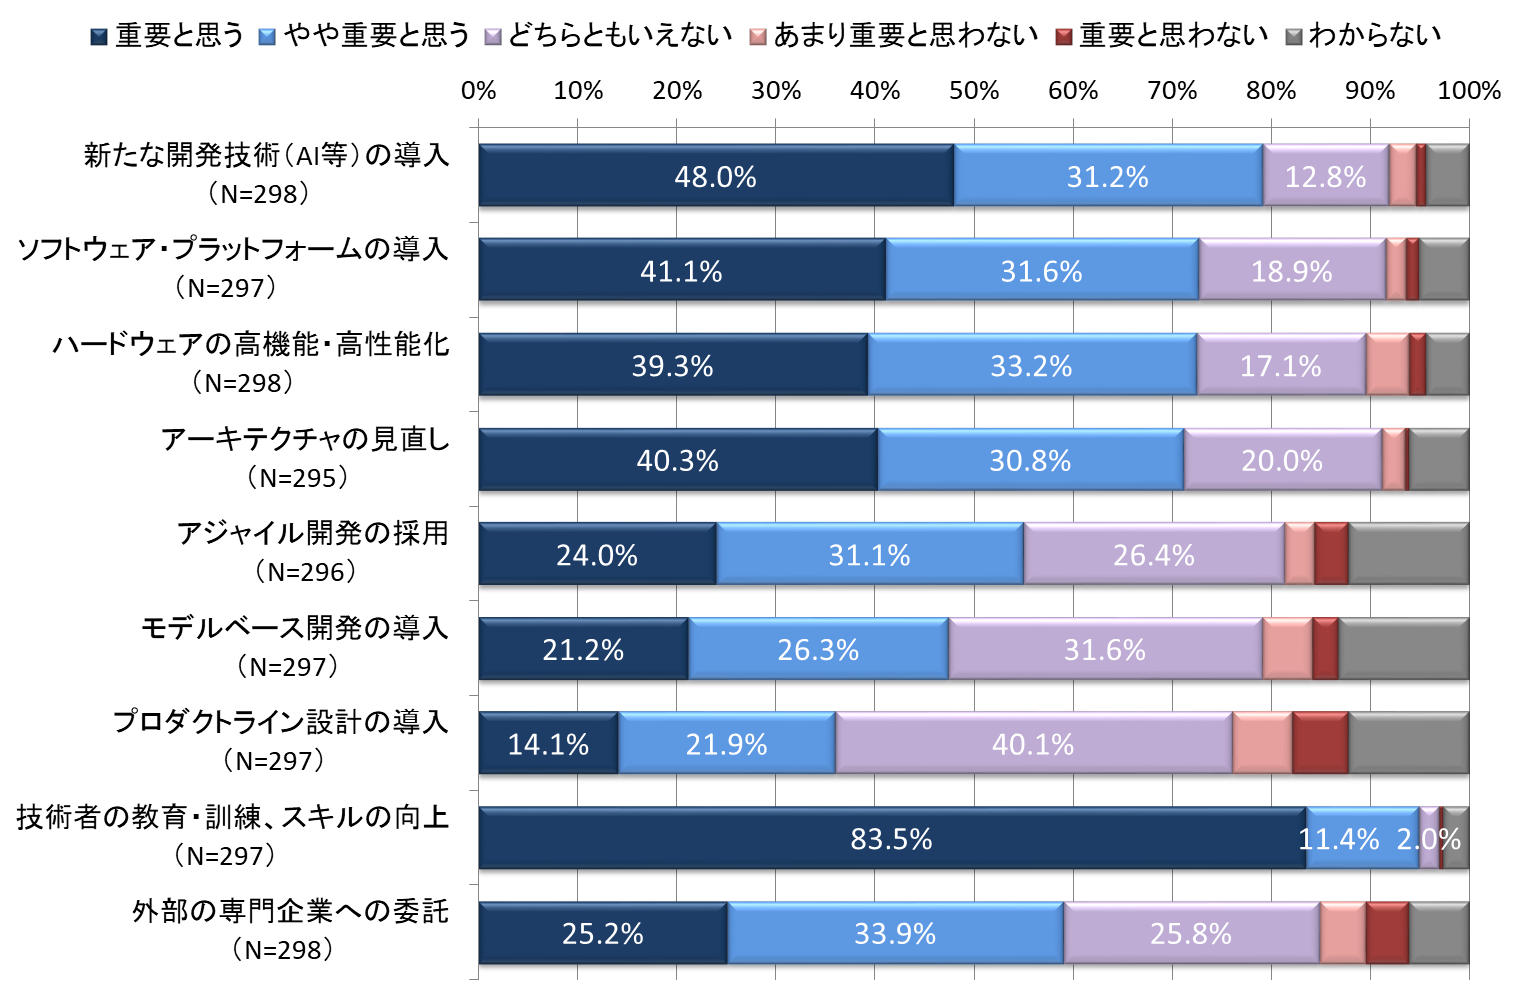 重要と思う やや重要と思う どちらともいえない あまり重要と思わない 重要と思わない わからない
0% 10% 20% 30% 40% 50% 60% 70% 80% 90% 100%
新たな開発技術（AI等）の導入
（N=298）
48.0% 31.2% 12.8%
ソフトウェア・プラットフォームの導入
（N=297）
41.1% 31.6% 18.9%
ハードウェアの高機能・高性能化
（N=298）
39.3% 33.2% 17.1%
アーキテクチャの見直し
（N=295）
40.3% 30.8% 20.0%
アジャイル開発の採用
（N=296）
24.0% 31.1% 26.4%
モデルベース開発の導入
（N=297）
21.2% 26.3% 31.6%
プロダクトライン設計の導入
（N=297）
14.1% 21.9% 40.1%
技術者の教育・訓練、スキルの向上
（N=297）
83.5% 11.4% 2.0%
外部の専門企業への委託
（N=298）
25.2% 33.9% 25.8%